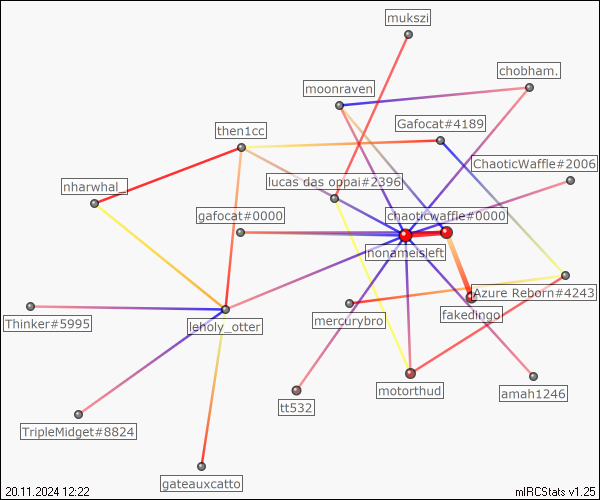 mukszi
chobham.
moonraven
Gafocat#4189
then1cc
ChaoticWaffle#2006
lucas das oppai#2396
nharwhal_
gafocat#0000
chaoticwaffle#0000
nonameisleft
Azure Reborn#4243
fakedingo
mercurybro
Thinker#5995
leholy_otter
motorthud
amah1246
tt532
TripleMidget#8824
gateauxcatto
20.11.2024 12:22
mIRCStats v1.25